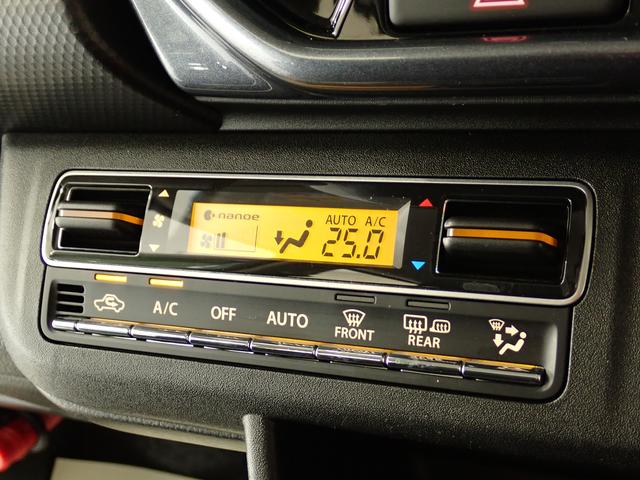 nanoe
AUTO A/C
25.0
A/C OFF AUTO FRONT REAR